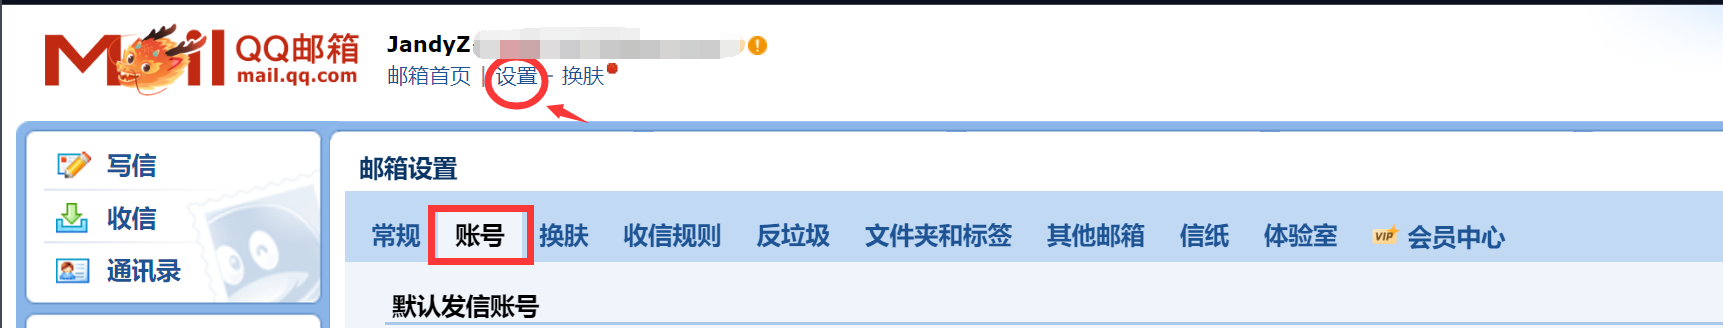 Mail QQ邮箱
mail.qq.com
JandyZ
邮箱首页 | 设置 - 换肤
写信
收信
通讯录
邮箱设置
常规 账号 换肤 收信规则 反垃圾 文件夹和标签 其他邮箱 信纸 体验室 VIP 会员中心
默认发信账号